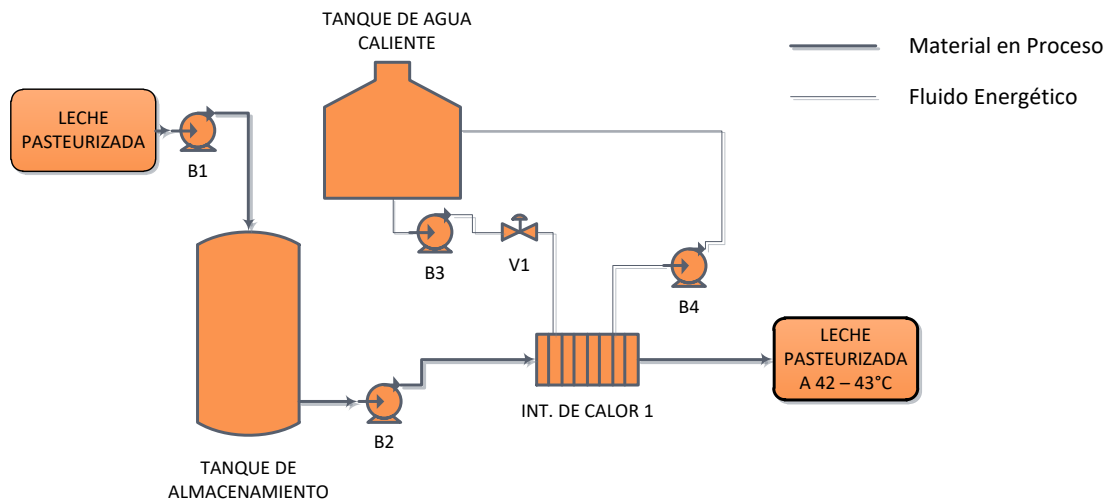 TANQUE DE AGUA
CALIENTE
Material en Proceso
Fluido Energético
LECHE
PASTEURIZADA
B1
B3
V1
B4
LECHE
PASTEURIZADA
A 42 – 43°C
B2
INT. DE CALOR 1
TANQUE DE
ALMACENAMIENTO